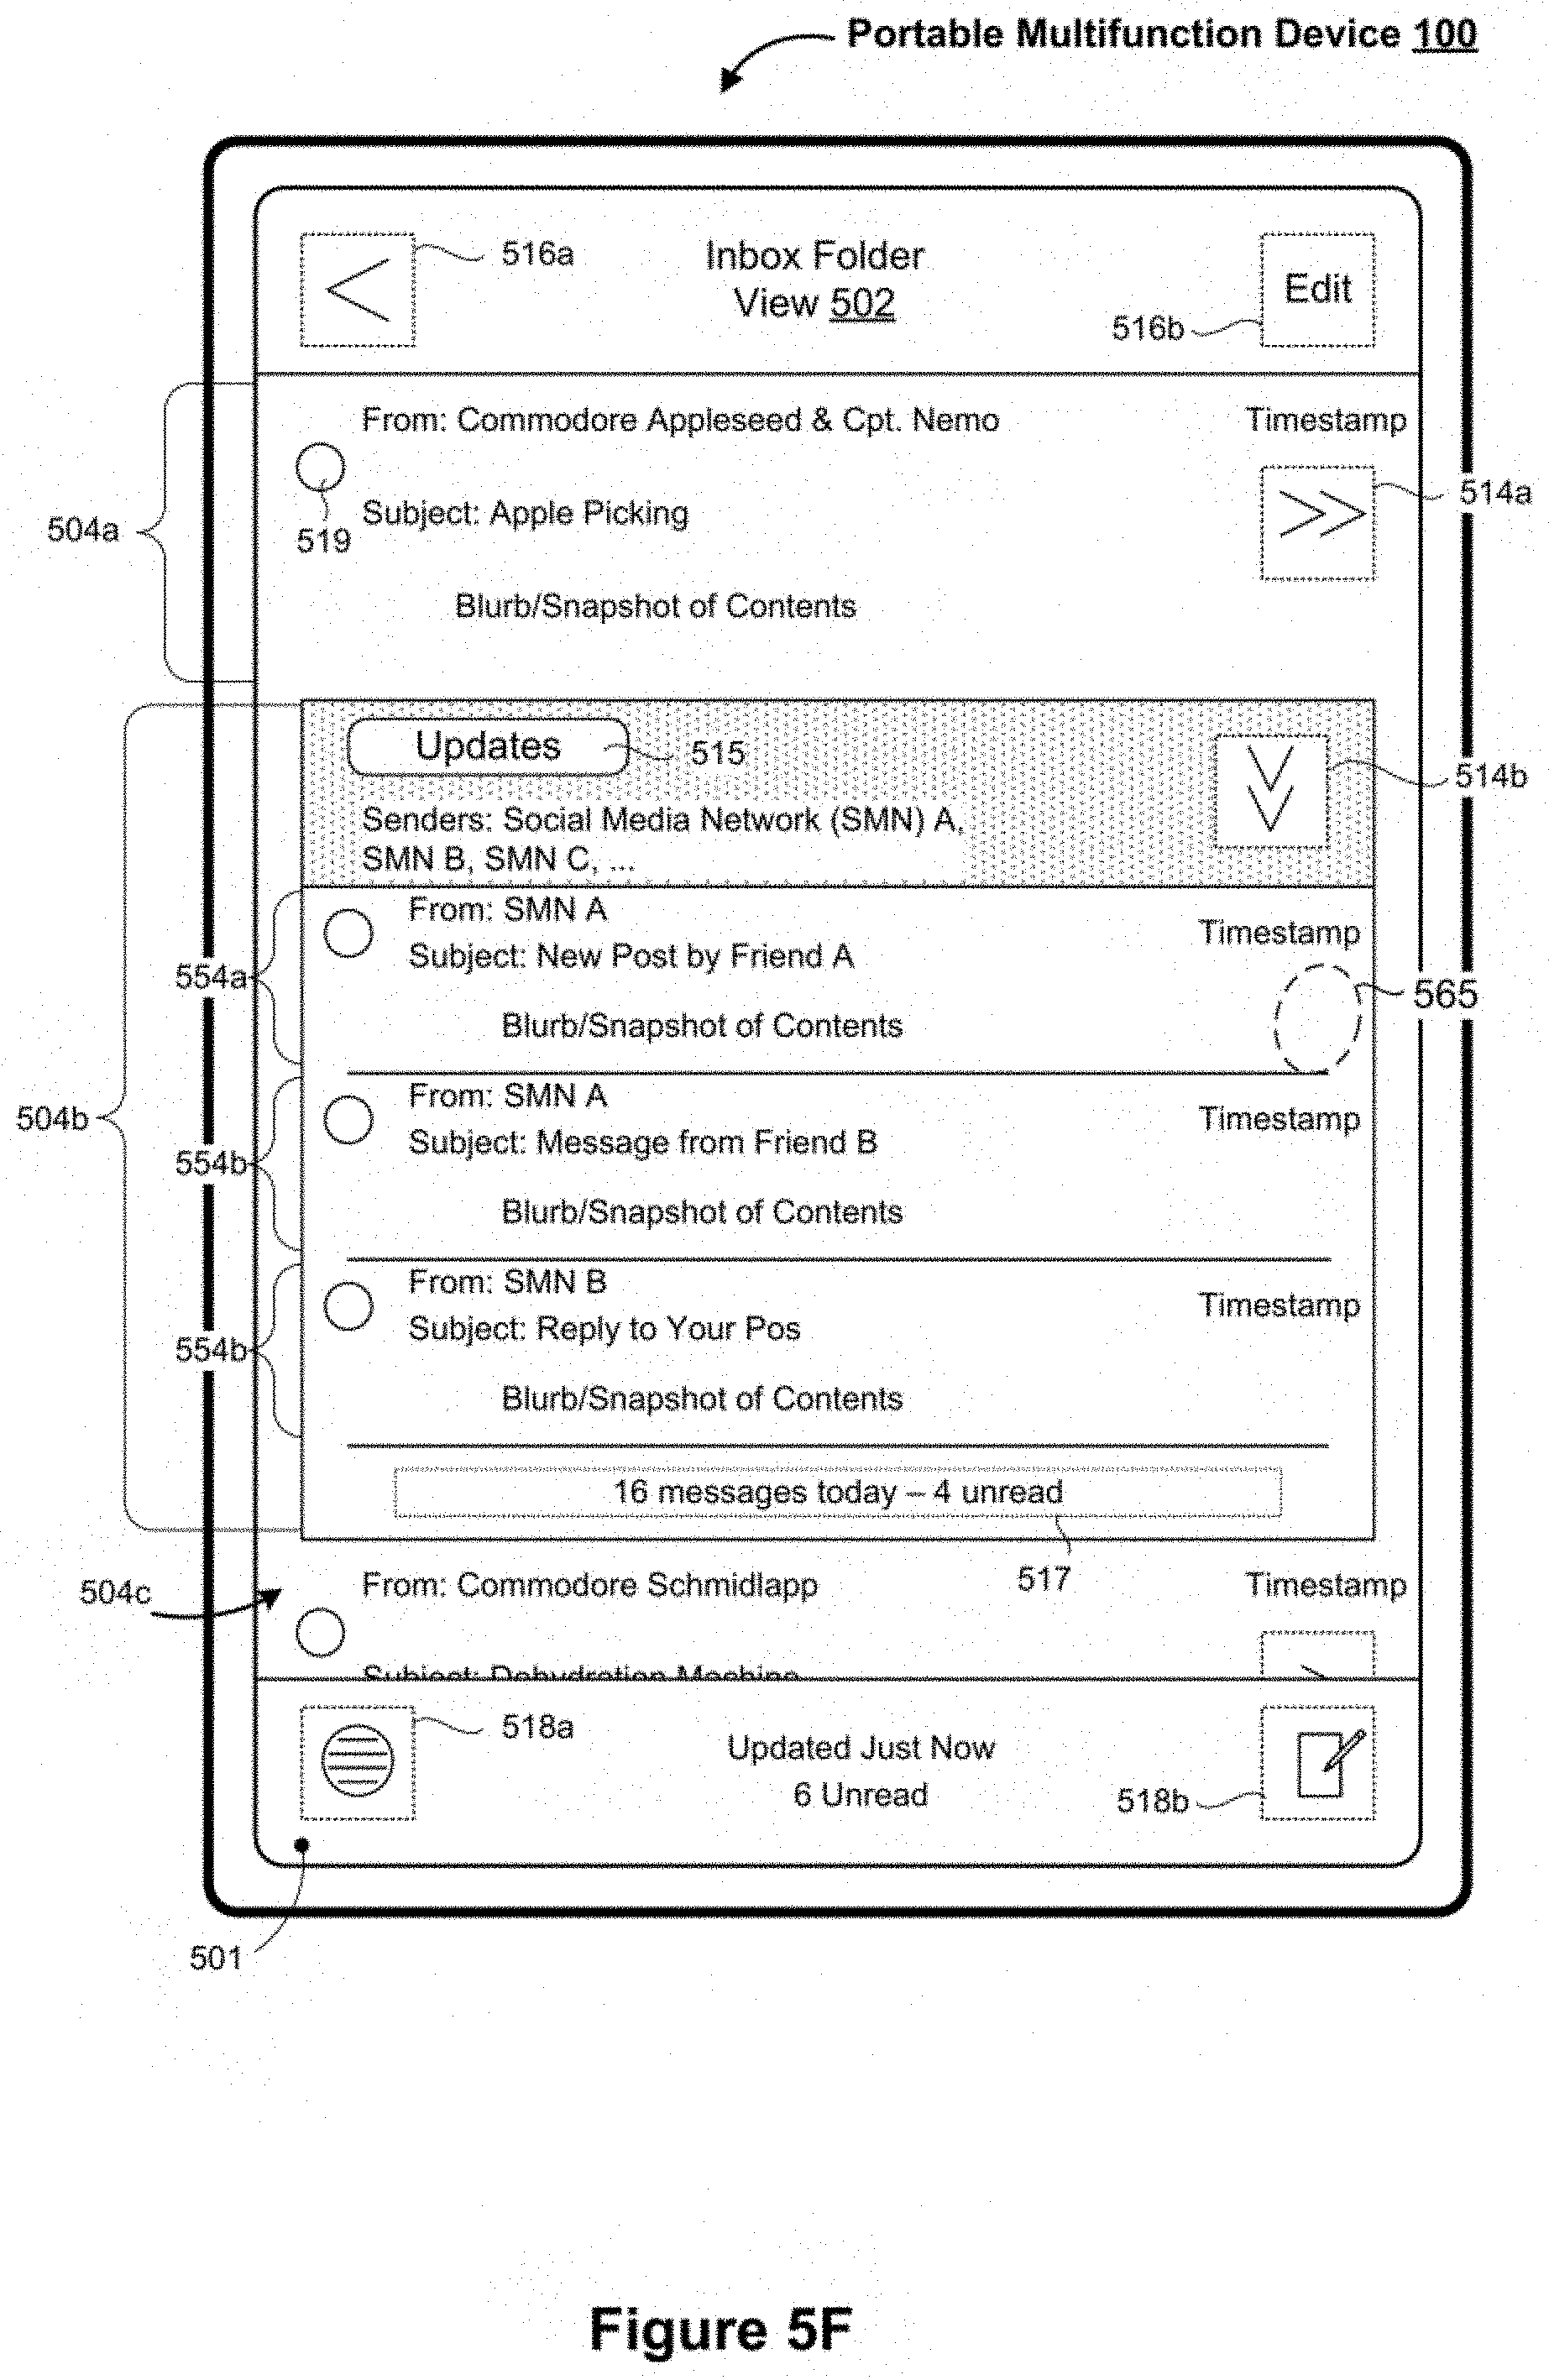 Portable Multifunction Device 100
516a
Inbox Folder
View 502
Edit
516b
From: Commodore Appleseed & Cpt. Nemo
Timestamp
514a
519
Subject: Apple Picking
504a
Blurb/Snapshot of Contents
Updates
515
514b
Senders: Social Media Network (SMN) A,
SMN B, SMN C, ...
From: SMN A
Timestamp
Subject: New Post by Friend A
554a
565
Blurb/Snapshot of Contents
From: SMN A
504b
Timestamp
Subject: Message from Friend B
554b
Blurb/Snapshot of Contents
From: SMN B
Timestamp
Subject: Reply to Your Pos
554b
Blurb/Snapshot of Contents
16 messages today – 4 unread
517
504c
From: Commodore Schmidlapp
Timestamp
Subject: Dehydration Machine
518a
Updated Just Now
6 Unread
518b
501
Figure 5F